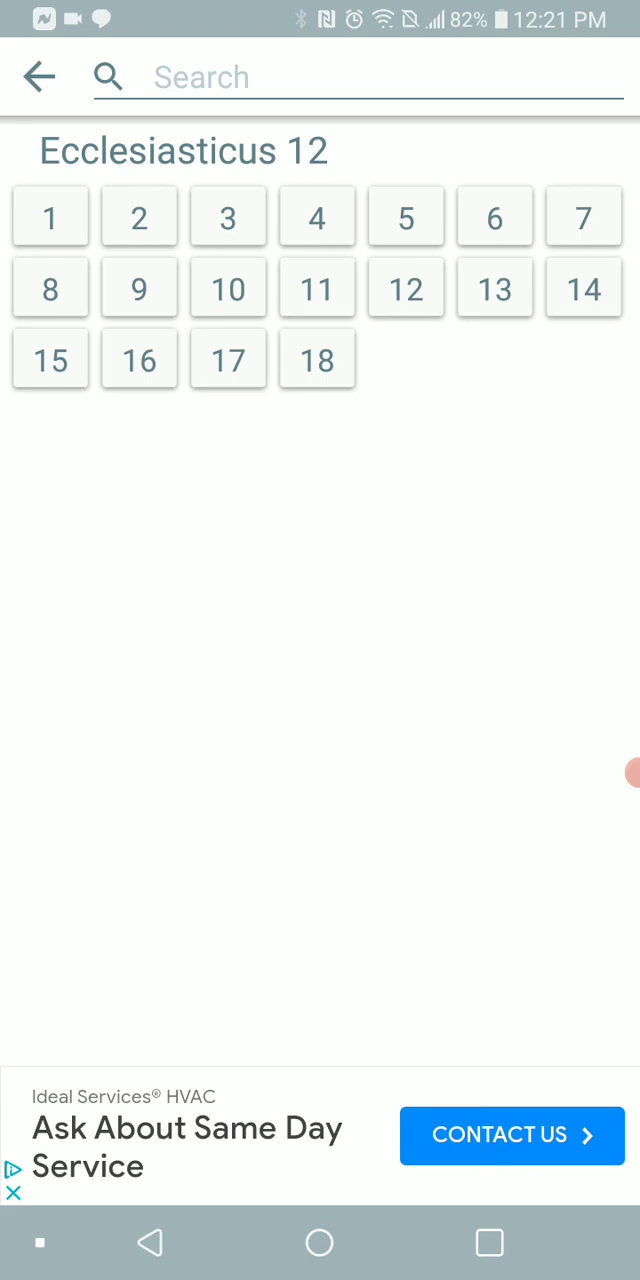 82% 12:21 PM
Search
Ecclesiasticus 12
1 2 3 4 5 6 7
8 9 10 11 12 13 14
15 16 17 18
Ideal Services® HVAC
Ask About Same Day
Service
CONTACT US